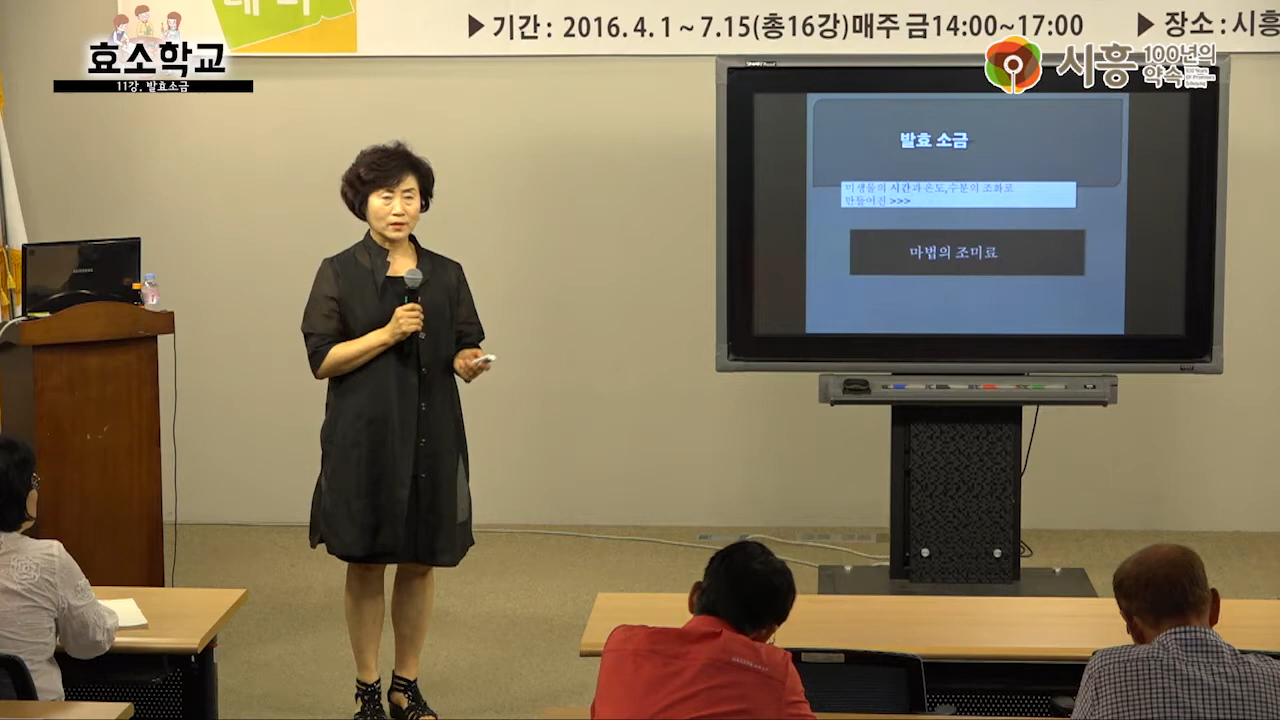 ▶ 기간 : 2016. 4. 1 ~ 7.15(총16강)매주 금14:00~17:00 ▶ 장소 : 시흥
효소학교
11강. 발효소금
시흥 100년의 약속
발효 소금
미생물의 시간과 온도,수분의 조화로
만들어진 >>>
마법의 조미료